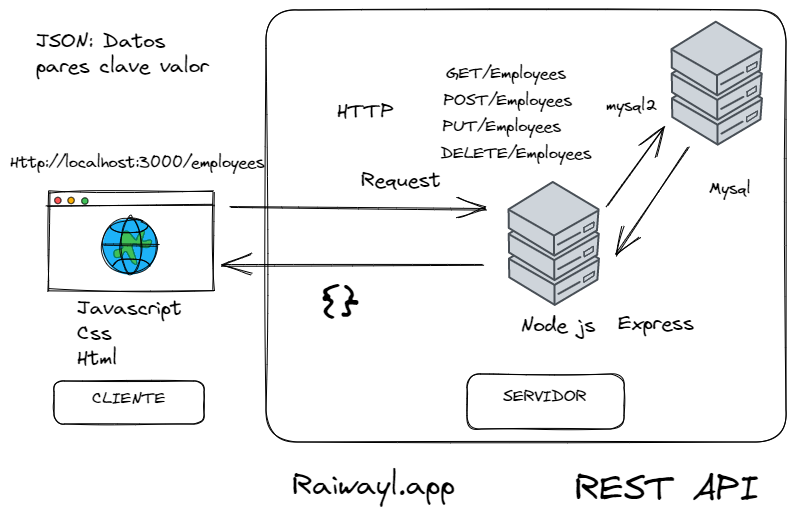 JSON: Datos
pares clave valor
HTTP
GET/Employees
POST/Employees
PUT/Employees
DELETE/Employees
mysql2
Mysql
Http://localhost:3000/employees
Request
{}
Javascript
Css
Html
Node js Express
CLIENTE
SERVIDOR
Raiwayl.app
REST API